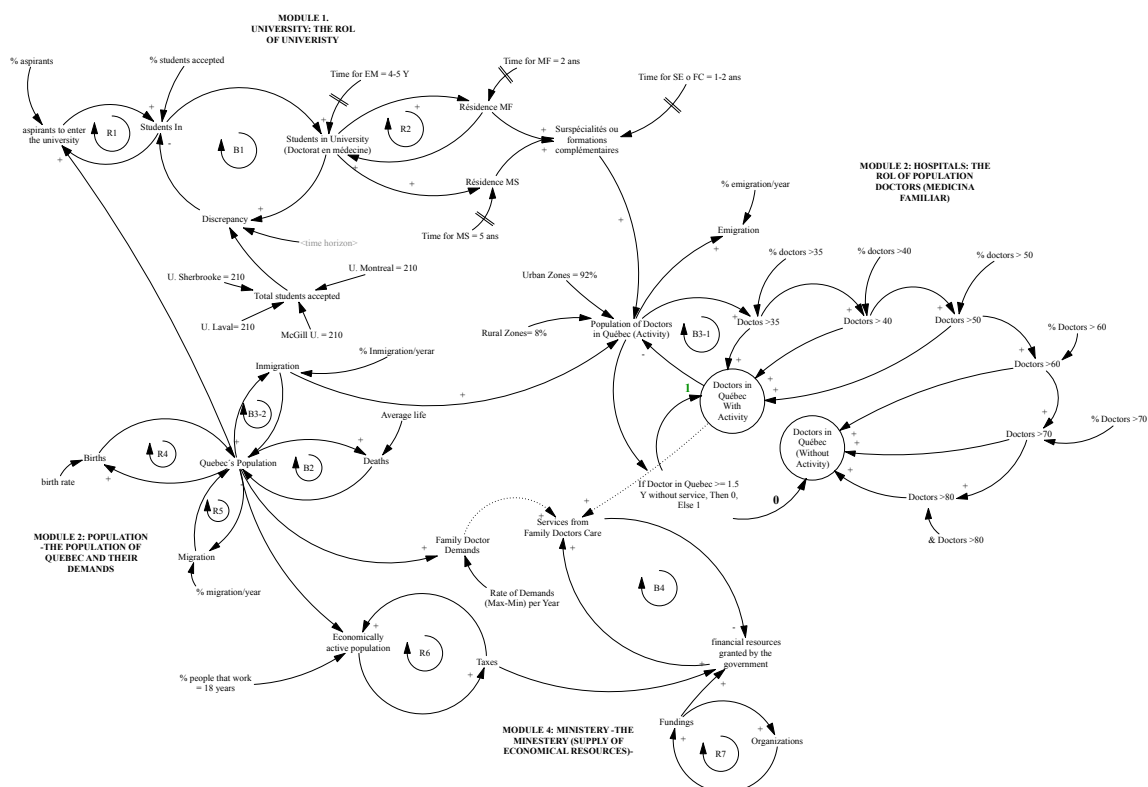 MODULE 1.
UNIVERSITY: THE ROL
OF UNIVERISTY
% aspirants
% students accepted
Time for EM = 4-5 Y
Time for MF = 2 ans
Time for SE o FC = 1-2 ans
aspirants to enter
the university
R1
Students In
B1
Students in University
(Doctorat en médecine)
R2
Résidence MF
Surspécialités ou
formations
complémentaires
Résidence MS
Time for MS = 5 ans
Discrepancy
<time horizon>
U. Sherbrooke = 210
U. Montreal = 210
Total students accepted
U. Laval= 210
McGill U. = 210
MODULE 2: HOSPITALS: THE
ROL OF POPULATION
DOCTORS (MEDICINA
FAMILIAR)
% emigration/year
Emigration
% doctors >35
% doctors >40
% doctors > 50
Urban Zones = 92%
Rural Zones= 8%
Population of Doctors
in Québec (Activity)
B3-1
Doctos >35
Doctors > 40
Doctors >50
% Doctors > 60
Doctors >60
% Doctors >70
Doctors >70
Doctors >80
& Doctors >80
Doctors in
Québec
With
Activity
Doctors in
Québec
(Without
Activity)
1
0
If Doctor in Quebec >= 1.5
Y without service, Then 0,
Else 1
% Inmigration/yerar
Inmigration
B3-2
Average life
Births
R4
birth rate
Quebec´s Population
B2
Deaths
R5
Migration
% migration/year
MODULE 2: POPULATION
-THE POPULATION OF
QUEBEC AND THEIR
DEMANDS
Family Doctor
Demands
Rate of Demands
(Max-Min) per Year
Services from
Family Doctors Care
B4
Economically
active population
R6
Taxes
% people that work
= 18 years
financial resources
granted by the
government
MODULE 4: MINISTERY -THE
MINESTERY (SUPPLY OF
ECONOMICAL RESOURCES)-
Fundings
R7
Organizations